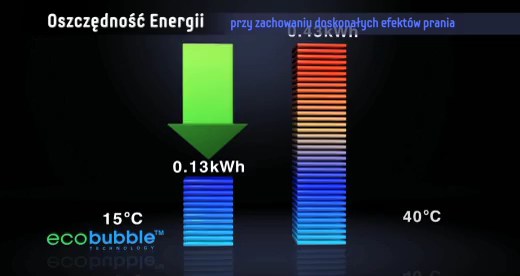 Oszczędność Energii
przy zachowaniu doskonałych efektów prania
0.43kWh
0.13kWh
15°C
40°C
ecobubble™
TECHNOLOGY